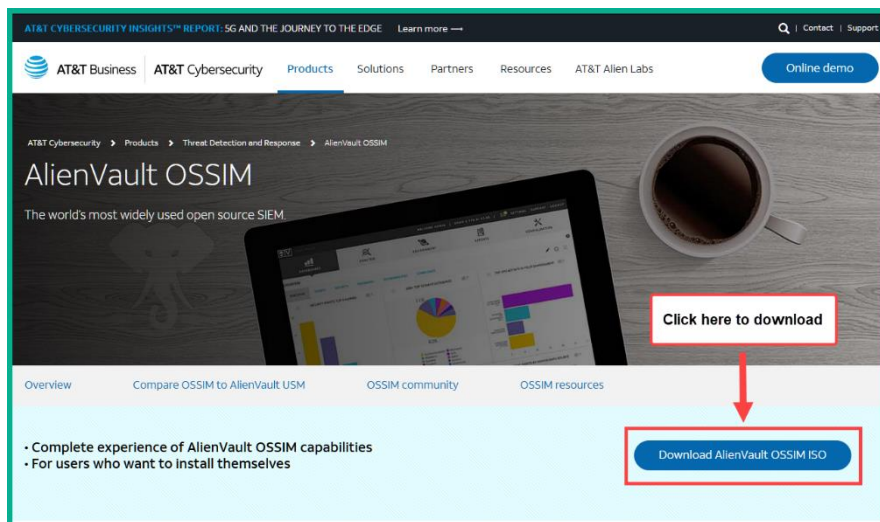 AT&T CYBERSECURITY INSIGHTS™ REPORT: 5G AND THE JOURNEY TO THE EDGE Learn more → | Contact | Support
AT&T Business | AT&T Cybersecurity Products Solutions Partners Resources AT&T Alien Labs Online demo
AT&T Cybersecurity > Products > Threat Detection and Response > AlienVault OSSIM
AlienVault OSSIM
The world's most widely used open source SIEM
Click here to download
Overview Compare OSSIM to AlienVault USM OSSIM community OSSIM resources
• Complete experience of AlienVault OSSIM capabilities
• For users who want to install themselves
Download AlienVault OSSIM ISO